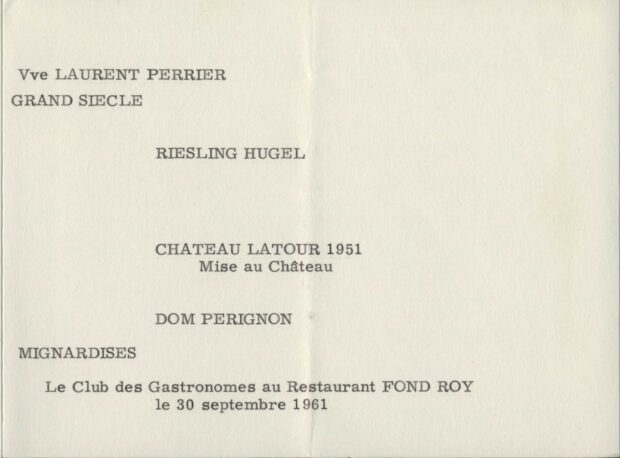 Vve LAURENT PERRIER
GRAND SIECLE
RIESLING HUGEL
CHATEAU LATOUR 1951
Mise au Château
DOM PERIGNON
MIGNARDISES
Le Club des Gastronomes au Restaurant FOND ROY
le 30 septembre 1961